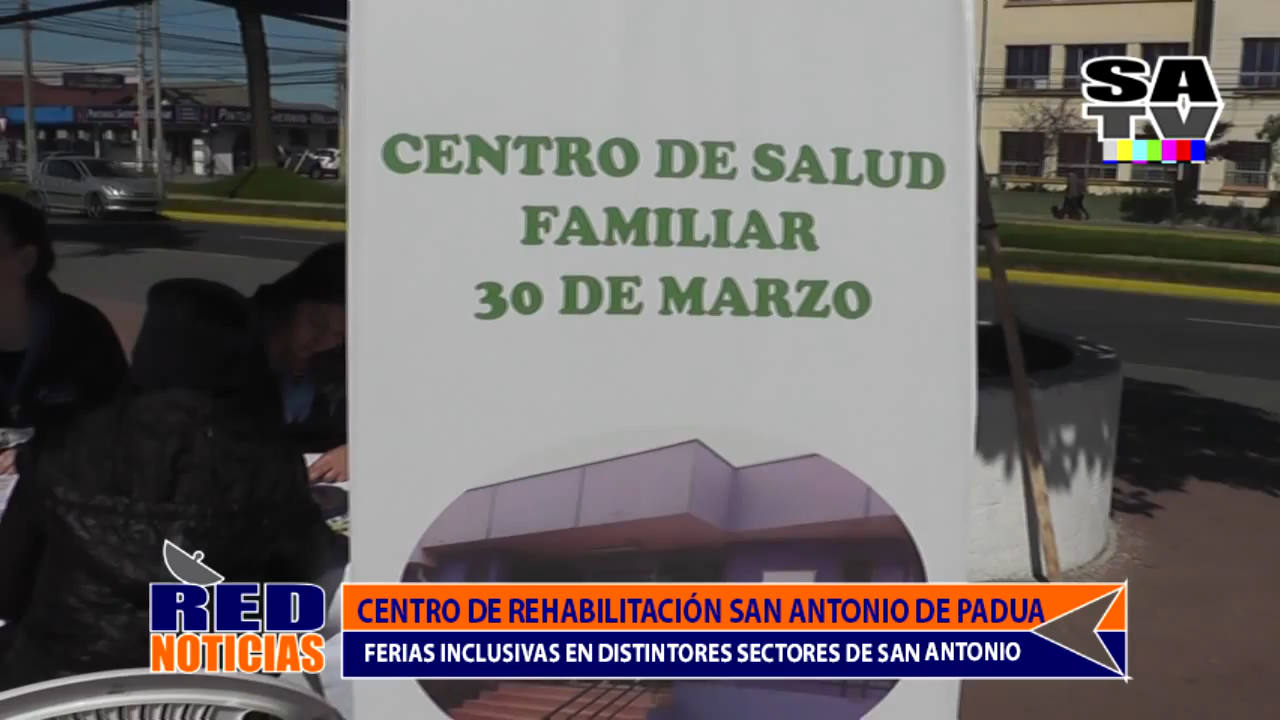 SA
TV
CENTRO DE SALUD
FAMILIAR
30 DE MARZO
RED
NOTICIAS
CENTRO DE REHABILITACIÓN SAN ANTONIO DE PADUA
FERIAS INCLUSIVAS EN DISTINTORES SECTORES DE SAN ANTONIO